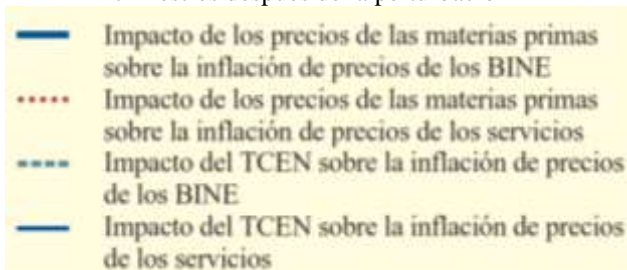 Impacto de los precios de las materias primas
sobre la inflación de precios de los BINE
Impacto de los precios de las materias primas
sobre la inflación de precios de los servicios
Impacto del TCEN sobre la inflación de precios
de los BINE
Impacto del TCEN sobre la inflación de precios
de los servicios